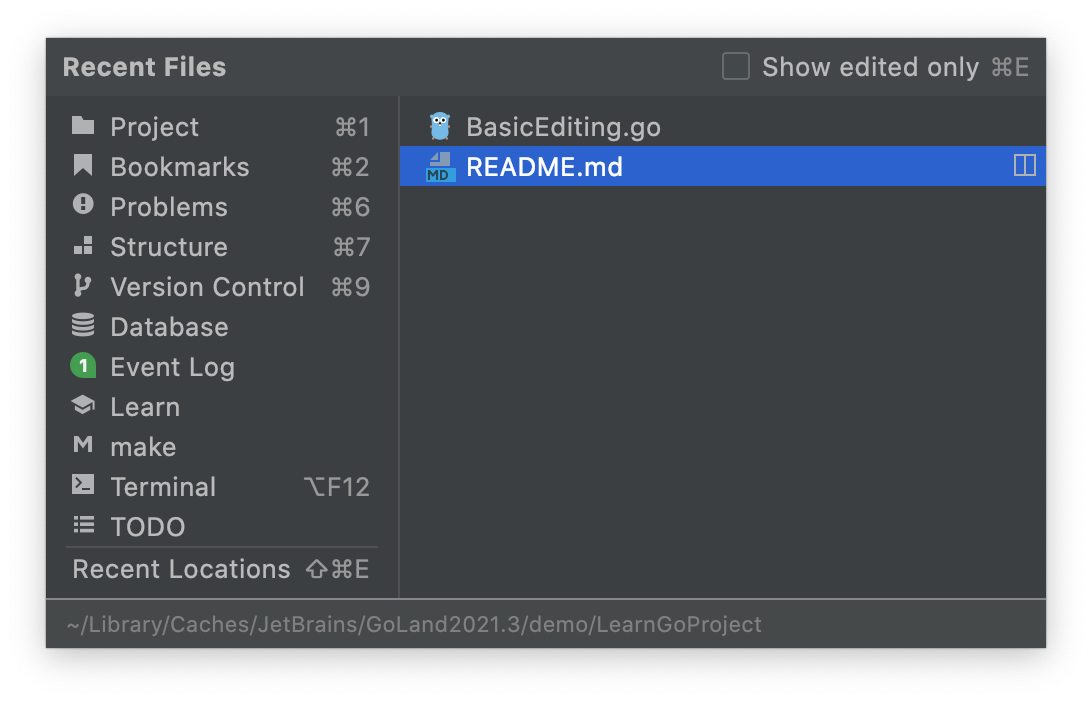 Recent Files
Show edited only ⌘E
Project ⌘1
Bookmarks ⌘2
Problems ⌘6
Structure ⌘7
Version Control ⌘9
Database
1 Event Log
Learn
M make
Terminal ⌥F12
TODO
Recent Locations ⇧⌘E
BasicEditing.go
MD README.md
~/Library/Caches/JetBrains/GoLand2021.3/demo/LearnGoProject